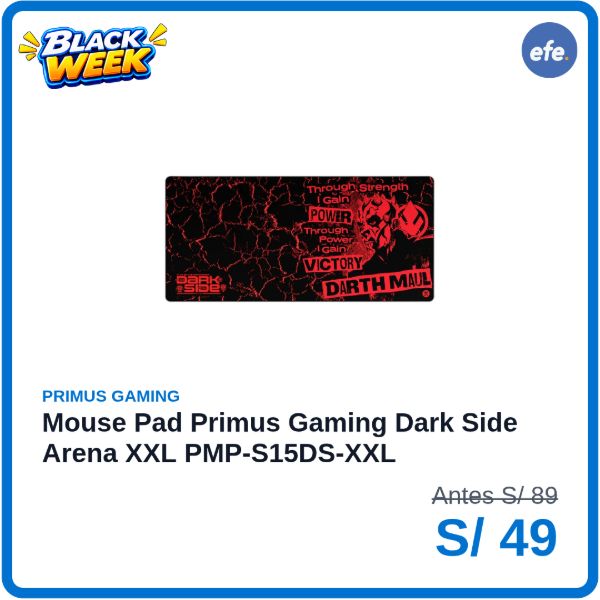 BLACK
WEEK
efe.
Through Strength
I Gain
POWER
Through
Power
I Gain
VICTORY
DARTH MAUL
DARK
SIDE
PRIMUS GAMING
Mouse Pad Primus Gaming Dark Side
Arena XXL PMP-S15DS-XXL
Antes S/ 89
S/ 49